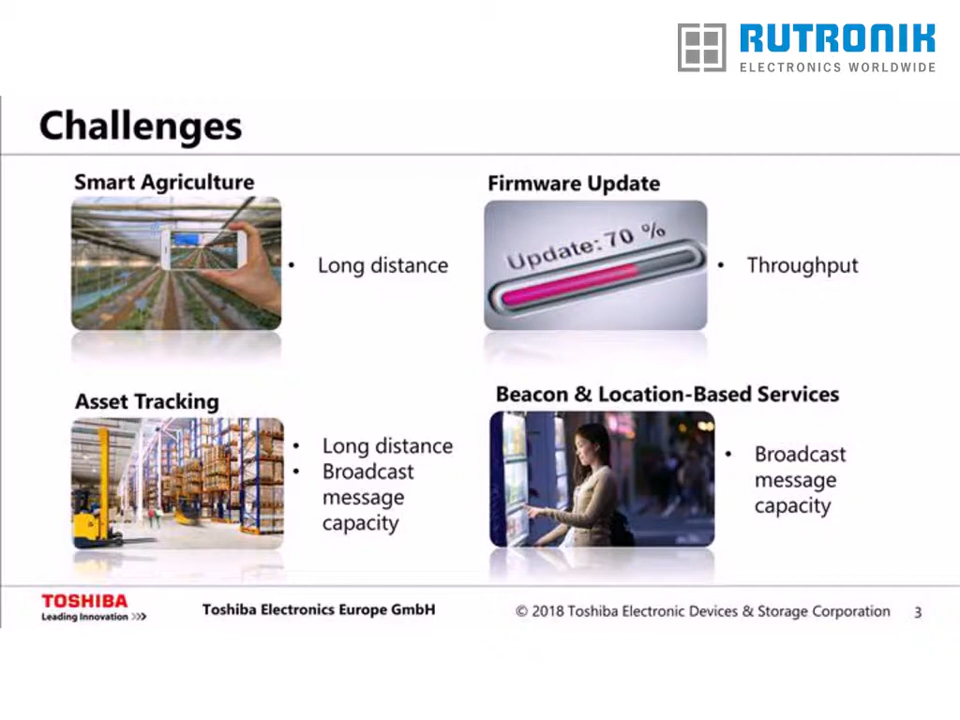 RUTRONIK
ELECTRONICS WORLDWIDE
Challenges
Smart Agriculture
• Long distance
Firmware Update
Update: 70 %
• Throughput
Asset Tracking
• Long distance
• Broadcast
message
capacity
Beacon & Location-Based Services
• Broadcast
message
capacity
TOSHIBA
Leading Innovation >>>
Toshiba Electronics Europe GmbH
© 2018 Toshiba Electronic Devices & Storage Corporation
3